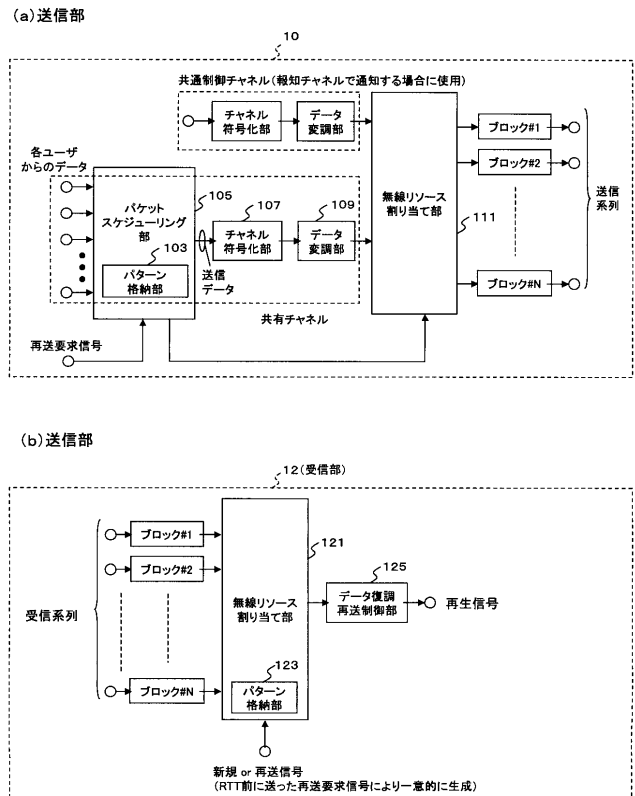 (a)送信部
10
共通制御チャネル(報知チャネルで通知する場合に使用)
チャネル
符号化部
データ
変調部
各ユーザ
からのデータ
パケット
スケジューリング
部
105
103
パターン
格納部
107
チャネル
符号化部
送信
データ
109
データ
変調部
共有チャネル
無線リソース
割り当て部
111
ブロック#1
ブロック#2
ブロック#N
送信
系列
再送要求信号
(b)送信部
12(受信部)
受信系列
ブロック#1
ブロック#2
ブロック#N
無線リソース
割り当て部
121
123
パターン
格納部
125
データ復調
再送制御部
再生信号
新規 or 再送信号
(RTT前に送った再送要求信号により一意的に生成)